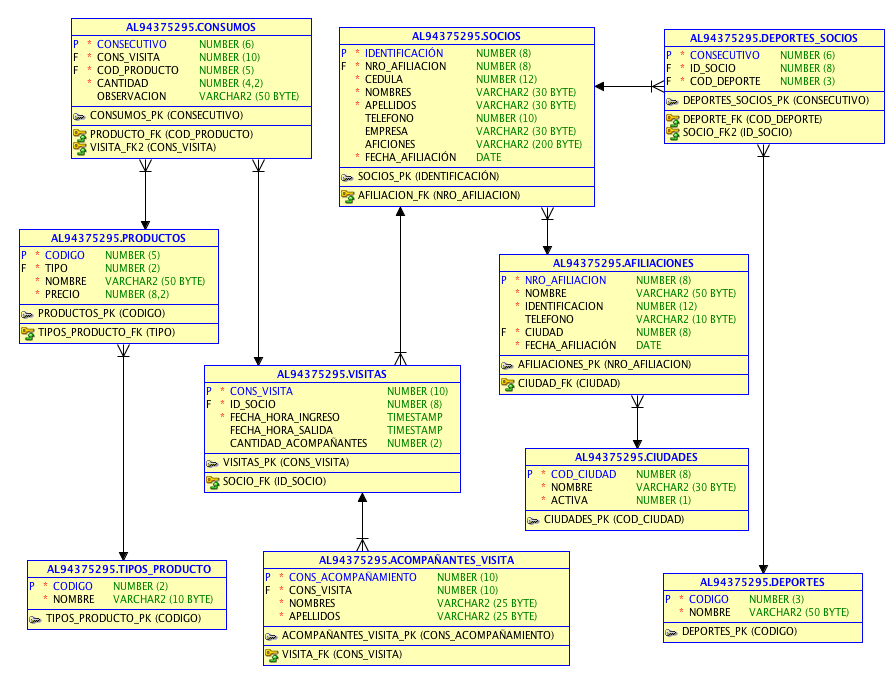 AL94375295.CONSUMOS
P * CONSECUTIVO NUMBER (6)
F * CONS_VISITA NUMBER (10)
F * COD_PRODUCTO NUMBER (5)
* CANTIDAD NUMBER (4,2)
OBSERVACION VARCHAR2 (50 BYTE)
CONSUMOS_PK (CONSECUTIVO)
PRODUCTO_FK (COD_PRODUCTO)
VISITA_FK2 (CONS_VISITA)
AL94375295.SOCIOS
P * IDENTIFICACIÓN NUMBER (8)
F * NRO_AFILIACION NUMBER (8)
* CEDULA NUMBER (12)
* NOMBRES VARCHAR2 (30 BYTE)
* APELLIDOS VARCHAR2 (30 BYTE)
TELEFONO NUMBER (10)
EMPRESA VARCHAR2 (30 BYTE)
AFICIONES VARCHAR2 (200 BYTE)
* FECHA_AFILIACIÓN DATE
SOCIOS_PK (IDENTIFICACIÓN)
AFILIACION_FK (NRO_AFILIACION)
AL94375295.DEPORTES_SOCIOS
P * CONSECUTIVO NUMBER (6)
F * ID_SOCIO NUMBER (8)
F * COD_DEPORTE NUMBER (3)
DEPORTES_SOCIOS_PK (CONSECUTIVO)
DEPORTE_FK (COD_DEPORTE)
SOCIO_FK2 (ID_SOCIO)
AL94375295.PRODUCTOS
P * CODIGO NUMBER (5)
F * TIPO NUMBER (2)
* NOMBRE VARCHAR2 (50 BYTE)
* PRECIO NUMBER (8,2)
PRODUCTOS_PK (CODIGO)
TIPOS_PRODUCTO_FK (TIPO)
AL94375295.AFILIACIONES
P * NRO_AFILIACION NUMBER (8)
* NOMBRE VARCHAR2 (50 BYTE)
* IDENTIFICACION NUMBER (12)
TELEFONO VARCHAR2 (10 BYTE)
F * CIUDAD NUMBER (8)
* FECHA_AFILIACIÓN DATE
AFILIACIONES_PK (NRO_AFILIACION)
CIUDAD_FK (CIUDAD)
AL94375295.VISITAS
P * CONS_VISITA NUMBER (10)
F * ID_SOCIO NUMBER (8)
* FECHA_HORA_INGRESO TIMESTAMP
FECHA_HORA_SALIDA TIMESTAMP
CANTIDAD_ACOMPAÑANTES NUMBER (2)
VISITAS_PK (CONS_VISITA)
SOCIO_FK (ID_SOCIO)
AL94375295.CIUDADES
P * COD_CIUDAD NUMBER (8)
* NOMBRE VARCHAR2 (30 BYTE)
* ACTIVA NUMBER (1)
CIUDADES_PK (COD_CIUDAD)
AL94375295.TIPOS_PRODUCTO
P * CODIGO NUMBER (2)
* NOMBRE VARCHAR2 (10 BYTE)
TIPOS_PRODUCTO_PK (CODIGO)
AL94375295.ACOMPAÑANTES_VISITA
P * CONS_ACOMPAÑAMIENTO NUMBER (10)
F * CONS_VISITA NUMBER (10)
* NOMBRES VARCHAR2 (25 BYTE)
* APELLIDOS VARCHAR2 (25 BYTE)
ACOMPAÑANTES_VISITA_PK (CONS_ACOMPAÑAMIENTO)
VISITA_FK (CONS_VISITA)
AL94375295.DEPORTES
P * CODIGO NUMBER (3)
* NOMBRE VARCHAR2 (50 BYTE)
DEPORTES_PK (CODIGO)